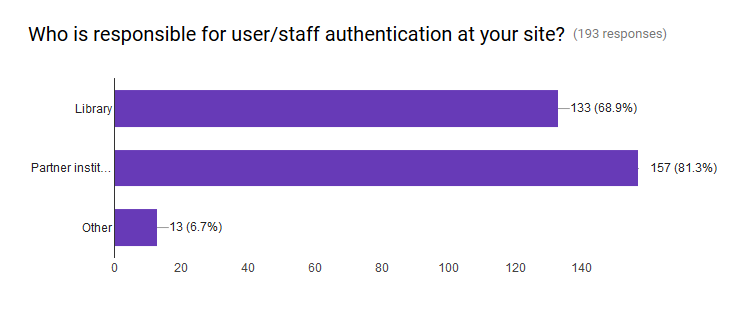 Who is responsible for user/staff authentication at your site? (193 responses)
Library 133 (68.9%)
Partner instit... 157 (81.3%)
Other 13 (6.7%)
0 20 40 60 80 100 120 140